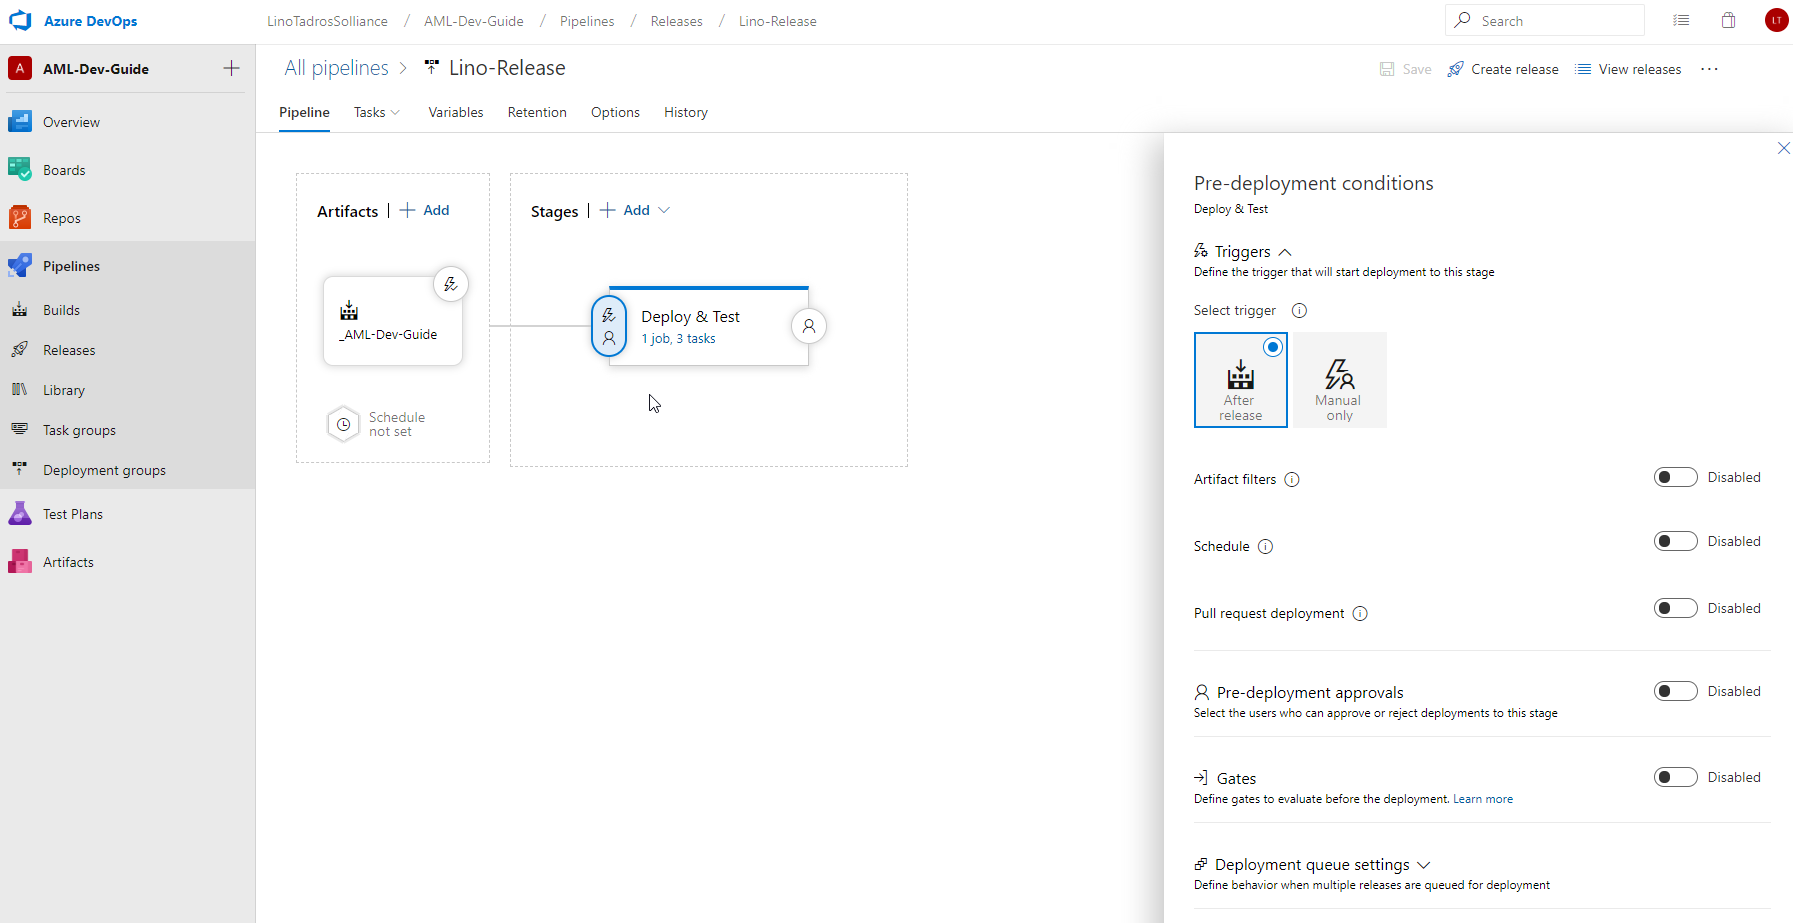 Azure DevOps
LinoTadrosSolliance / AML-Dev-Guide / Pipelines / Releases / Lino-Release
Search
LT
A AML-Dev-Guide
Overview
Boards
Repos
Pipelines
Builds
Releases
Library
Task groups
Deployment groups
Test Plans
Artifacts
All pipelines > Lino-Release
Save Create release View releases ...
Pipeline Tasks Variables Retention Options History
Artifacts | + Add
_AML-Dev-Guide
Schedule
not set
Stages | + Add
Deploy & Test
1 job, 3 tasks
Pre-deployment conditions
Deploy & Test
Triggers
Define the trigger that will start deployment to this stage
Select trigger
After
release
Manual
only
Artifact filters Disabled
Schedule Disabled
Pull request deployment Disabled
Pre-deployment approvals Disabled
Select the users who can approve or reject deployments to this stage
Gates Disabled
Define gates to evaluate before the deployment. Learn more
Deployment queue settings
Define behavior when multiple releases are queued for deployment